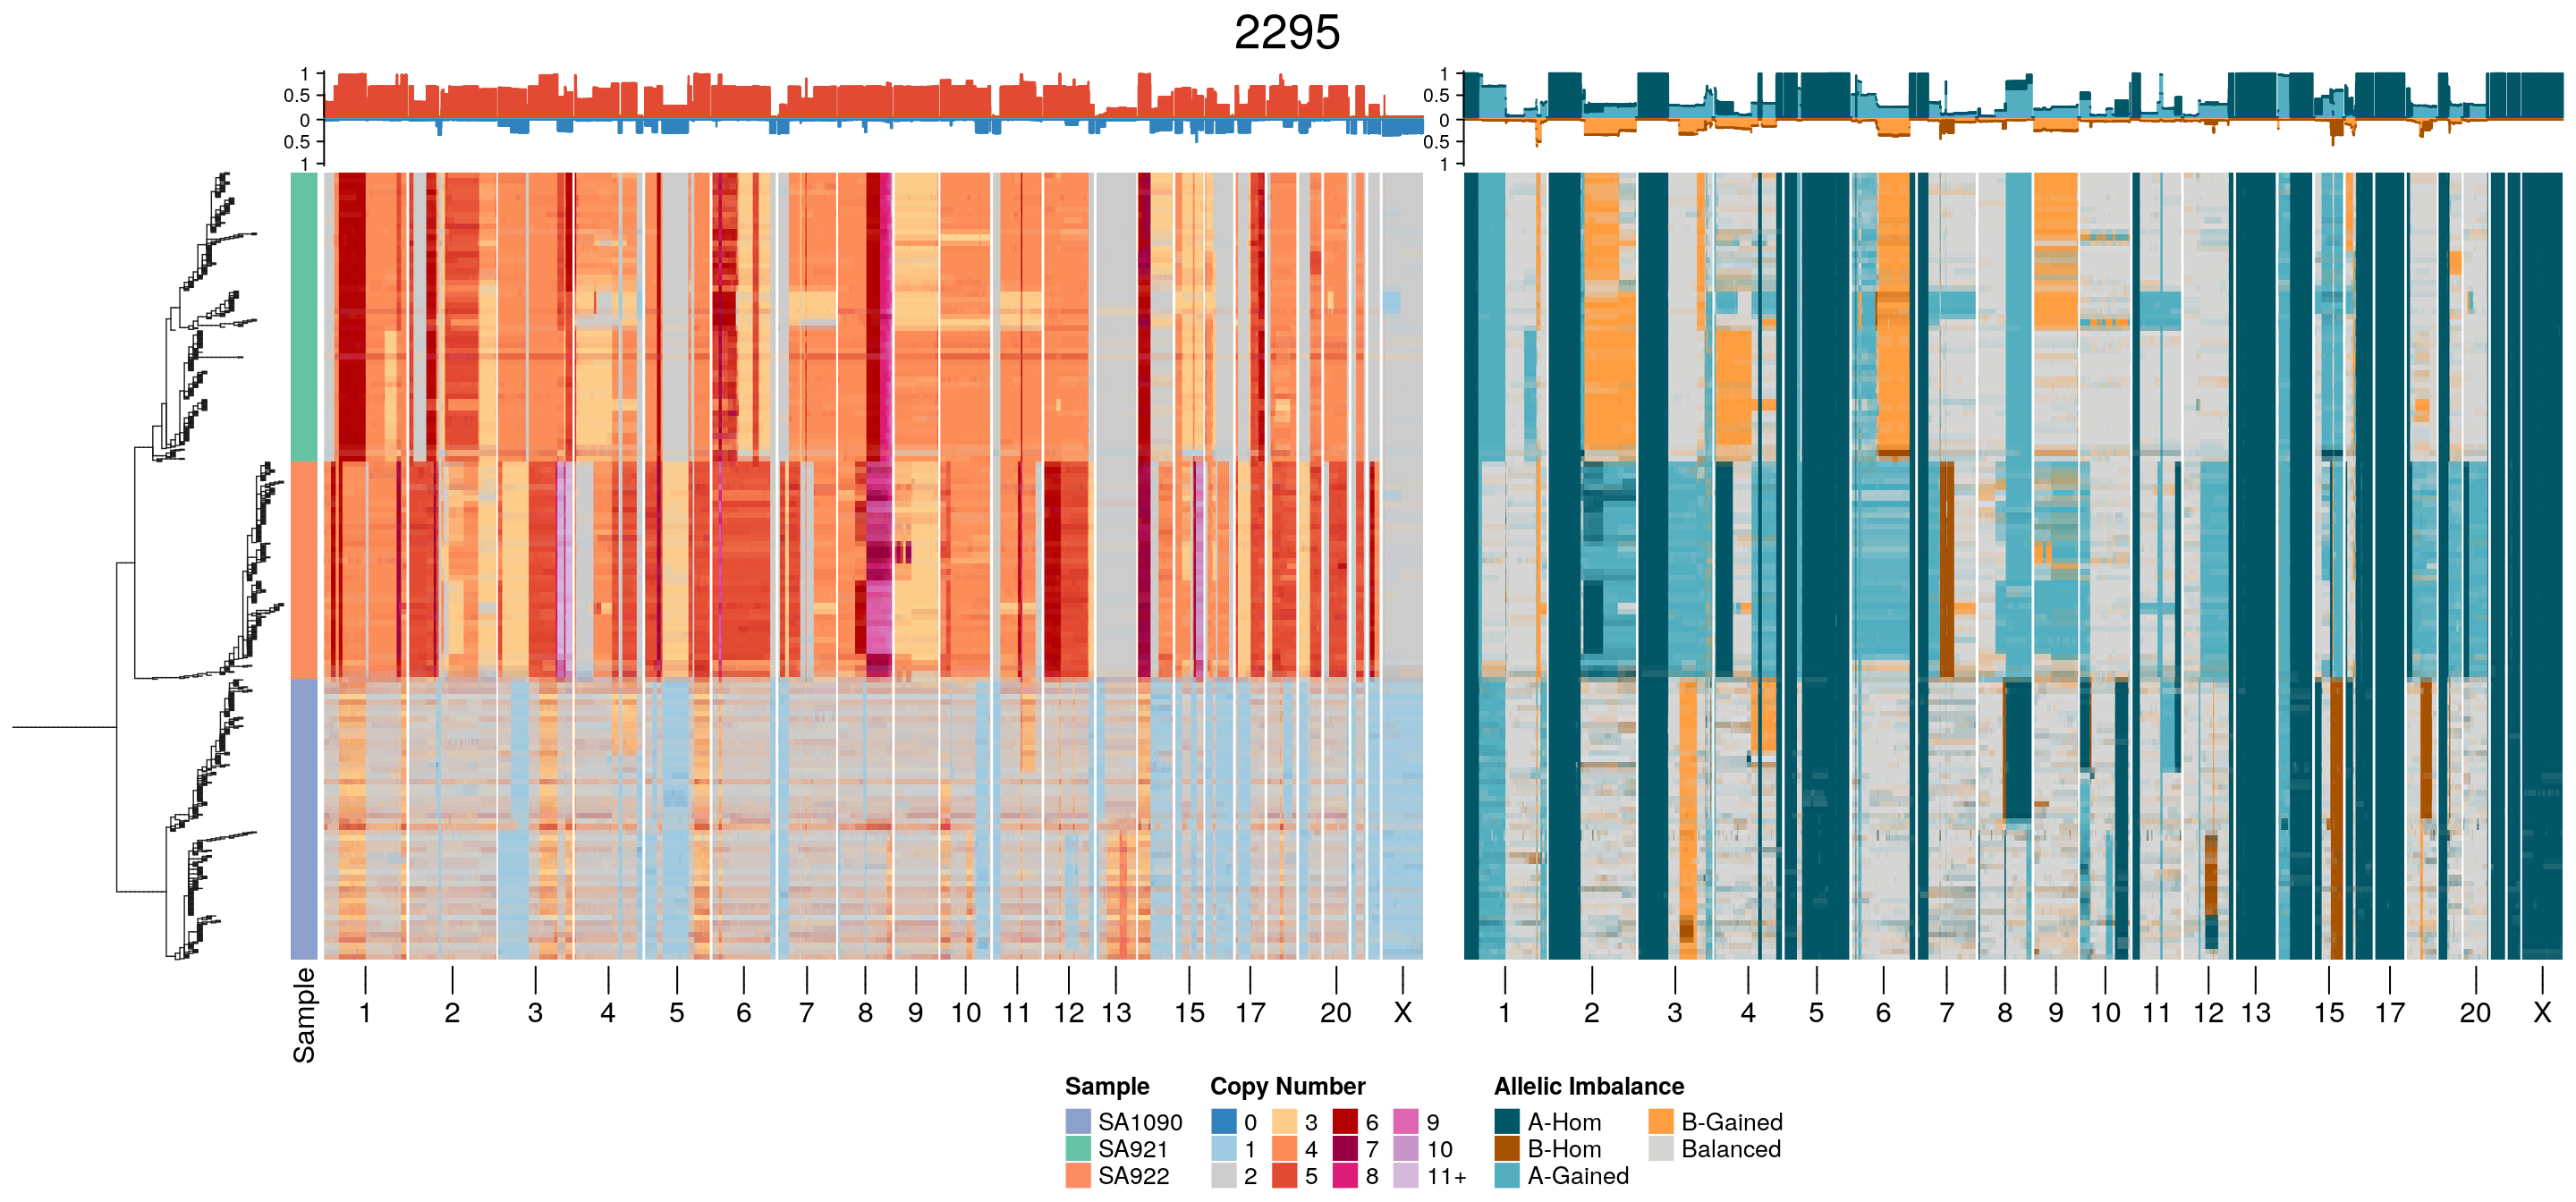 2295
1
0.5
0
0.5
1
1
0.5
0
0.5
1
Sample
1 2 3 4 5 6 7 8 9 10 11 12 13 15 17 20 X
1 2 3 4 5 6 7 8 9 10 11 12 13 15 17 20 X
Sample Copy Number Allelic Imbalance
SA1090 0 3 6 9 A-Hom B-Gained
SA921 1 4 7 10 B-Hom Balanced
SA922 2 5 8 11+ A-Gained